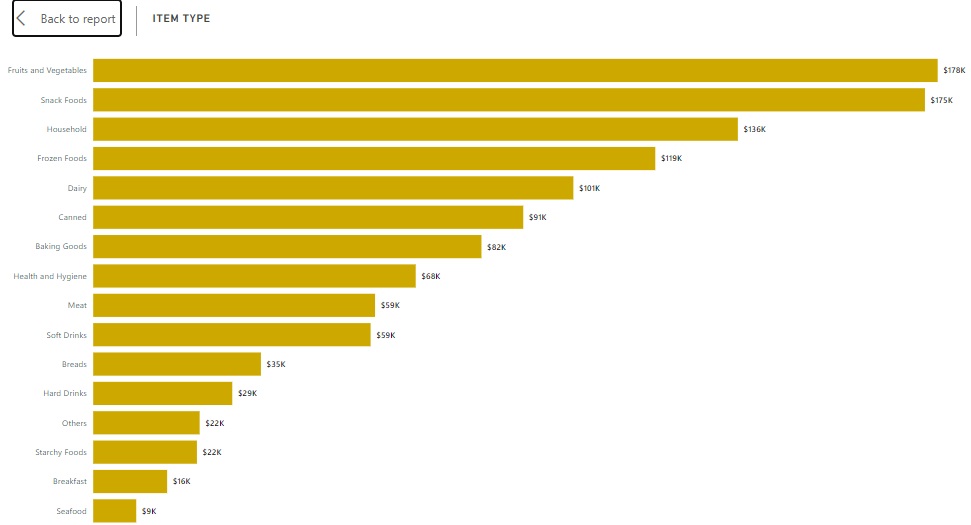 Back to report
ITEM TYPE
Fruits and Vegetables $178K
Snack Foods $175K
Household $136K
Frozen Foods $119K
Dairy $101K
Canned $91K
Baking Goods $82K
Health and Hygiene $68K
Meat $59K
Soft Drinks $59K
Breads $35K
Hard Drinks $29K
Others $22K
Starchy Foods $22K
Breakfast $16K
Seafood $9K